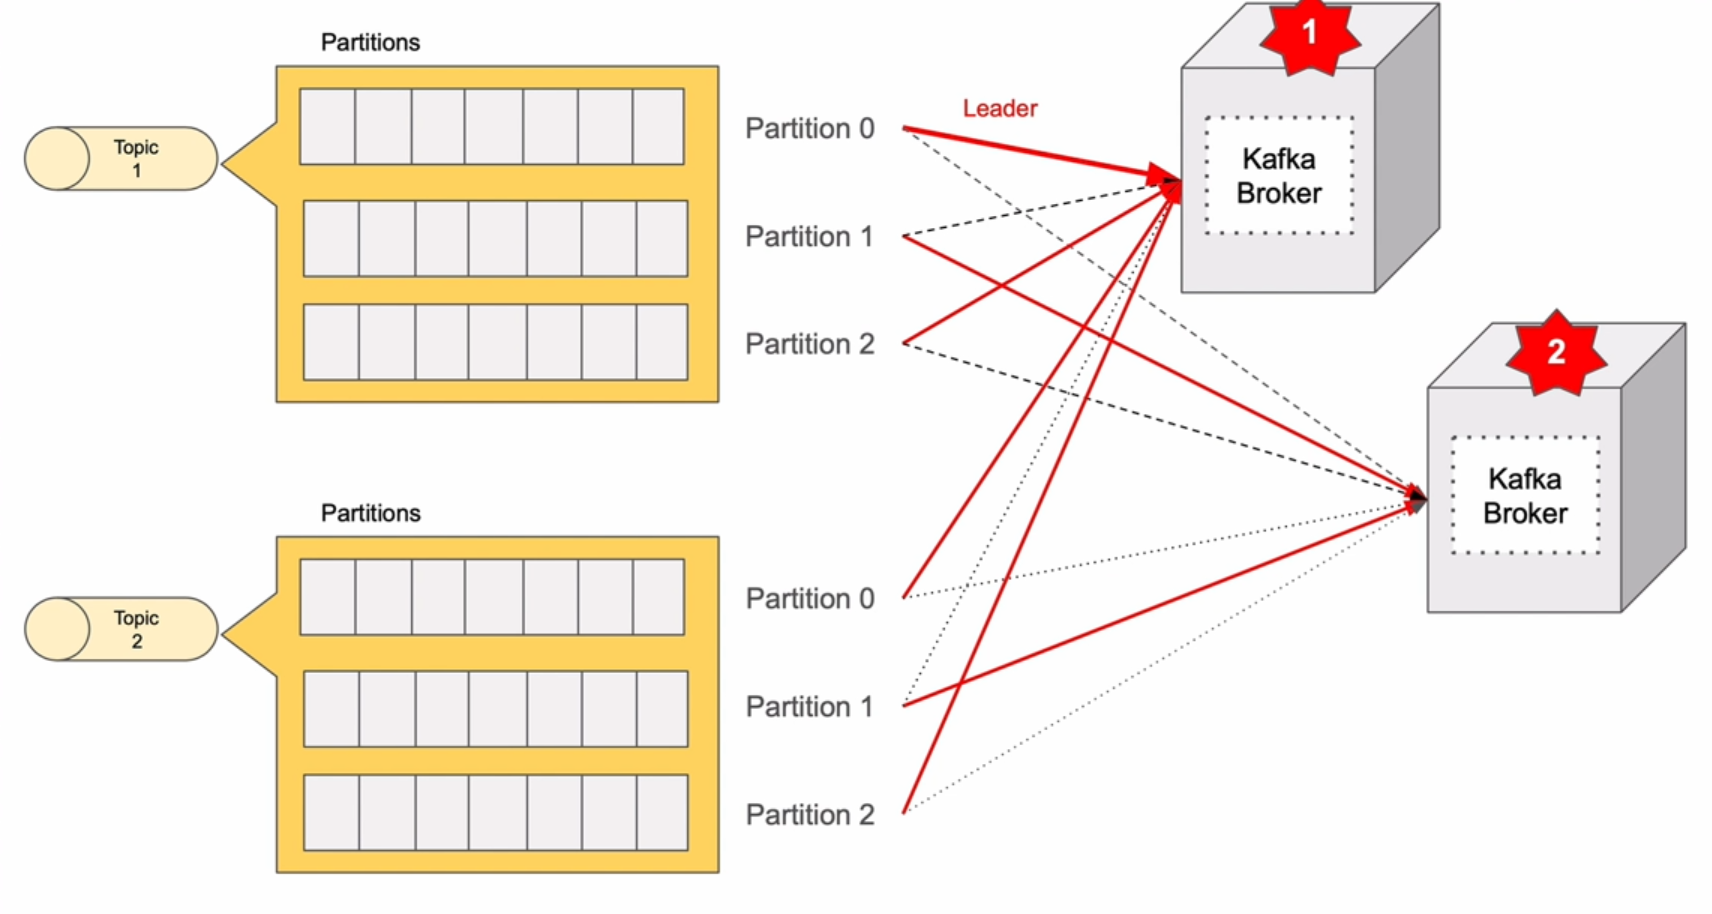 Partitions
Topic
1
Partition 0
Partition 1
Partition 2
Leader
1
Kafka
Broker
2
Kafka
Broker
Partitions
Topic
2
Partition 0
Partition 1
Partition 2